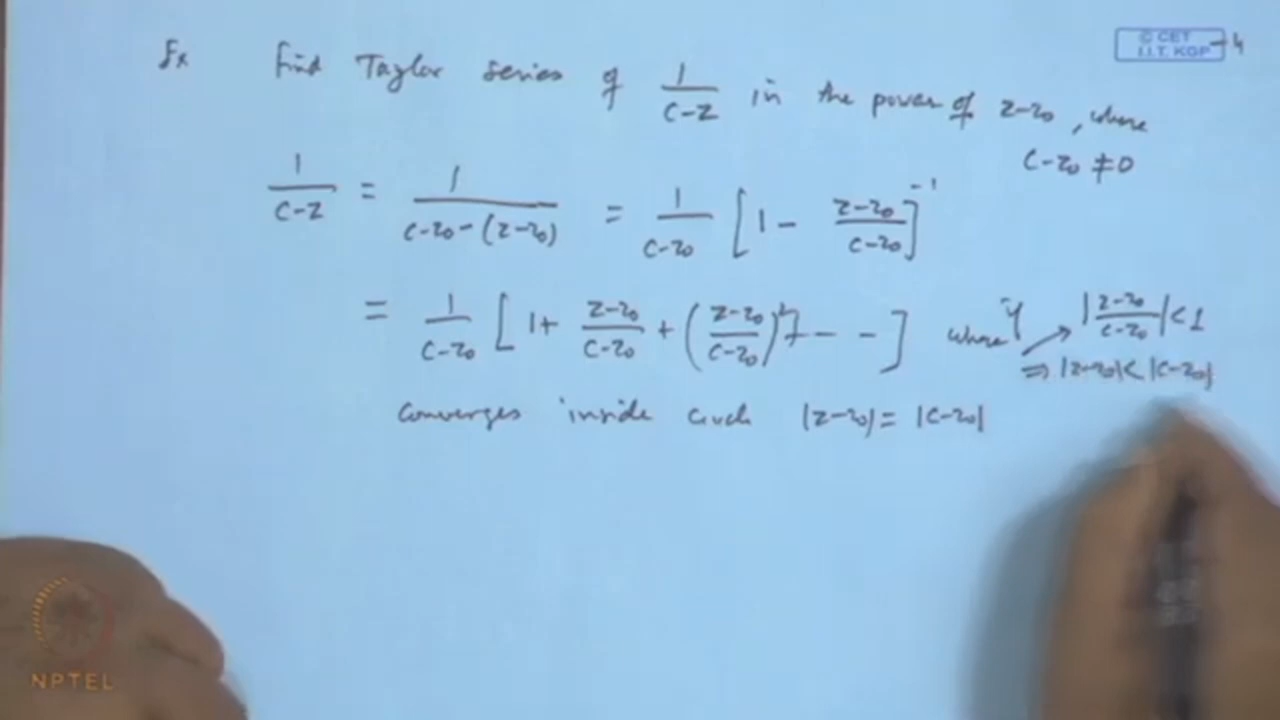 © CET
I.I.T. KGP
-4
Ex Find Taylor series of 1/(c-z) in the power of z-z₀, where
c-z₀ ≠ 0
1/(c-z) = 1/(c-z₀-(z-z₀)) = 1/(c-z₀) [1 - (z-z₀)/(c-z₀)]⁻¹
= 1/(c-z₀) [1 + (z-z₀)/(c-z₀) + ((z-z₀)/(c-z₀))² + - - -] where if |(z-z₀)/(c-z₀)| < 1
⇒ |z-z₀| < |c-z₀|
Converges inside |z-z₀| = |c-z₀|
NPTEL